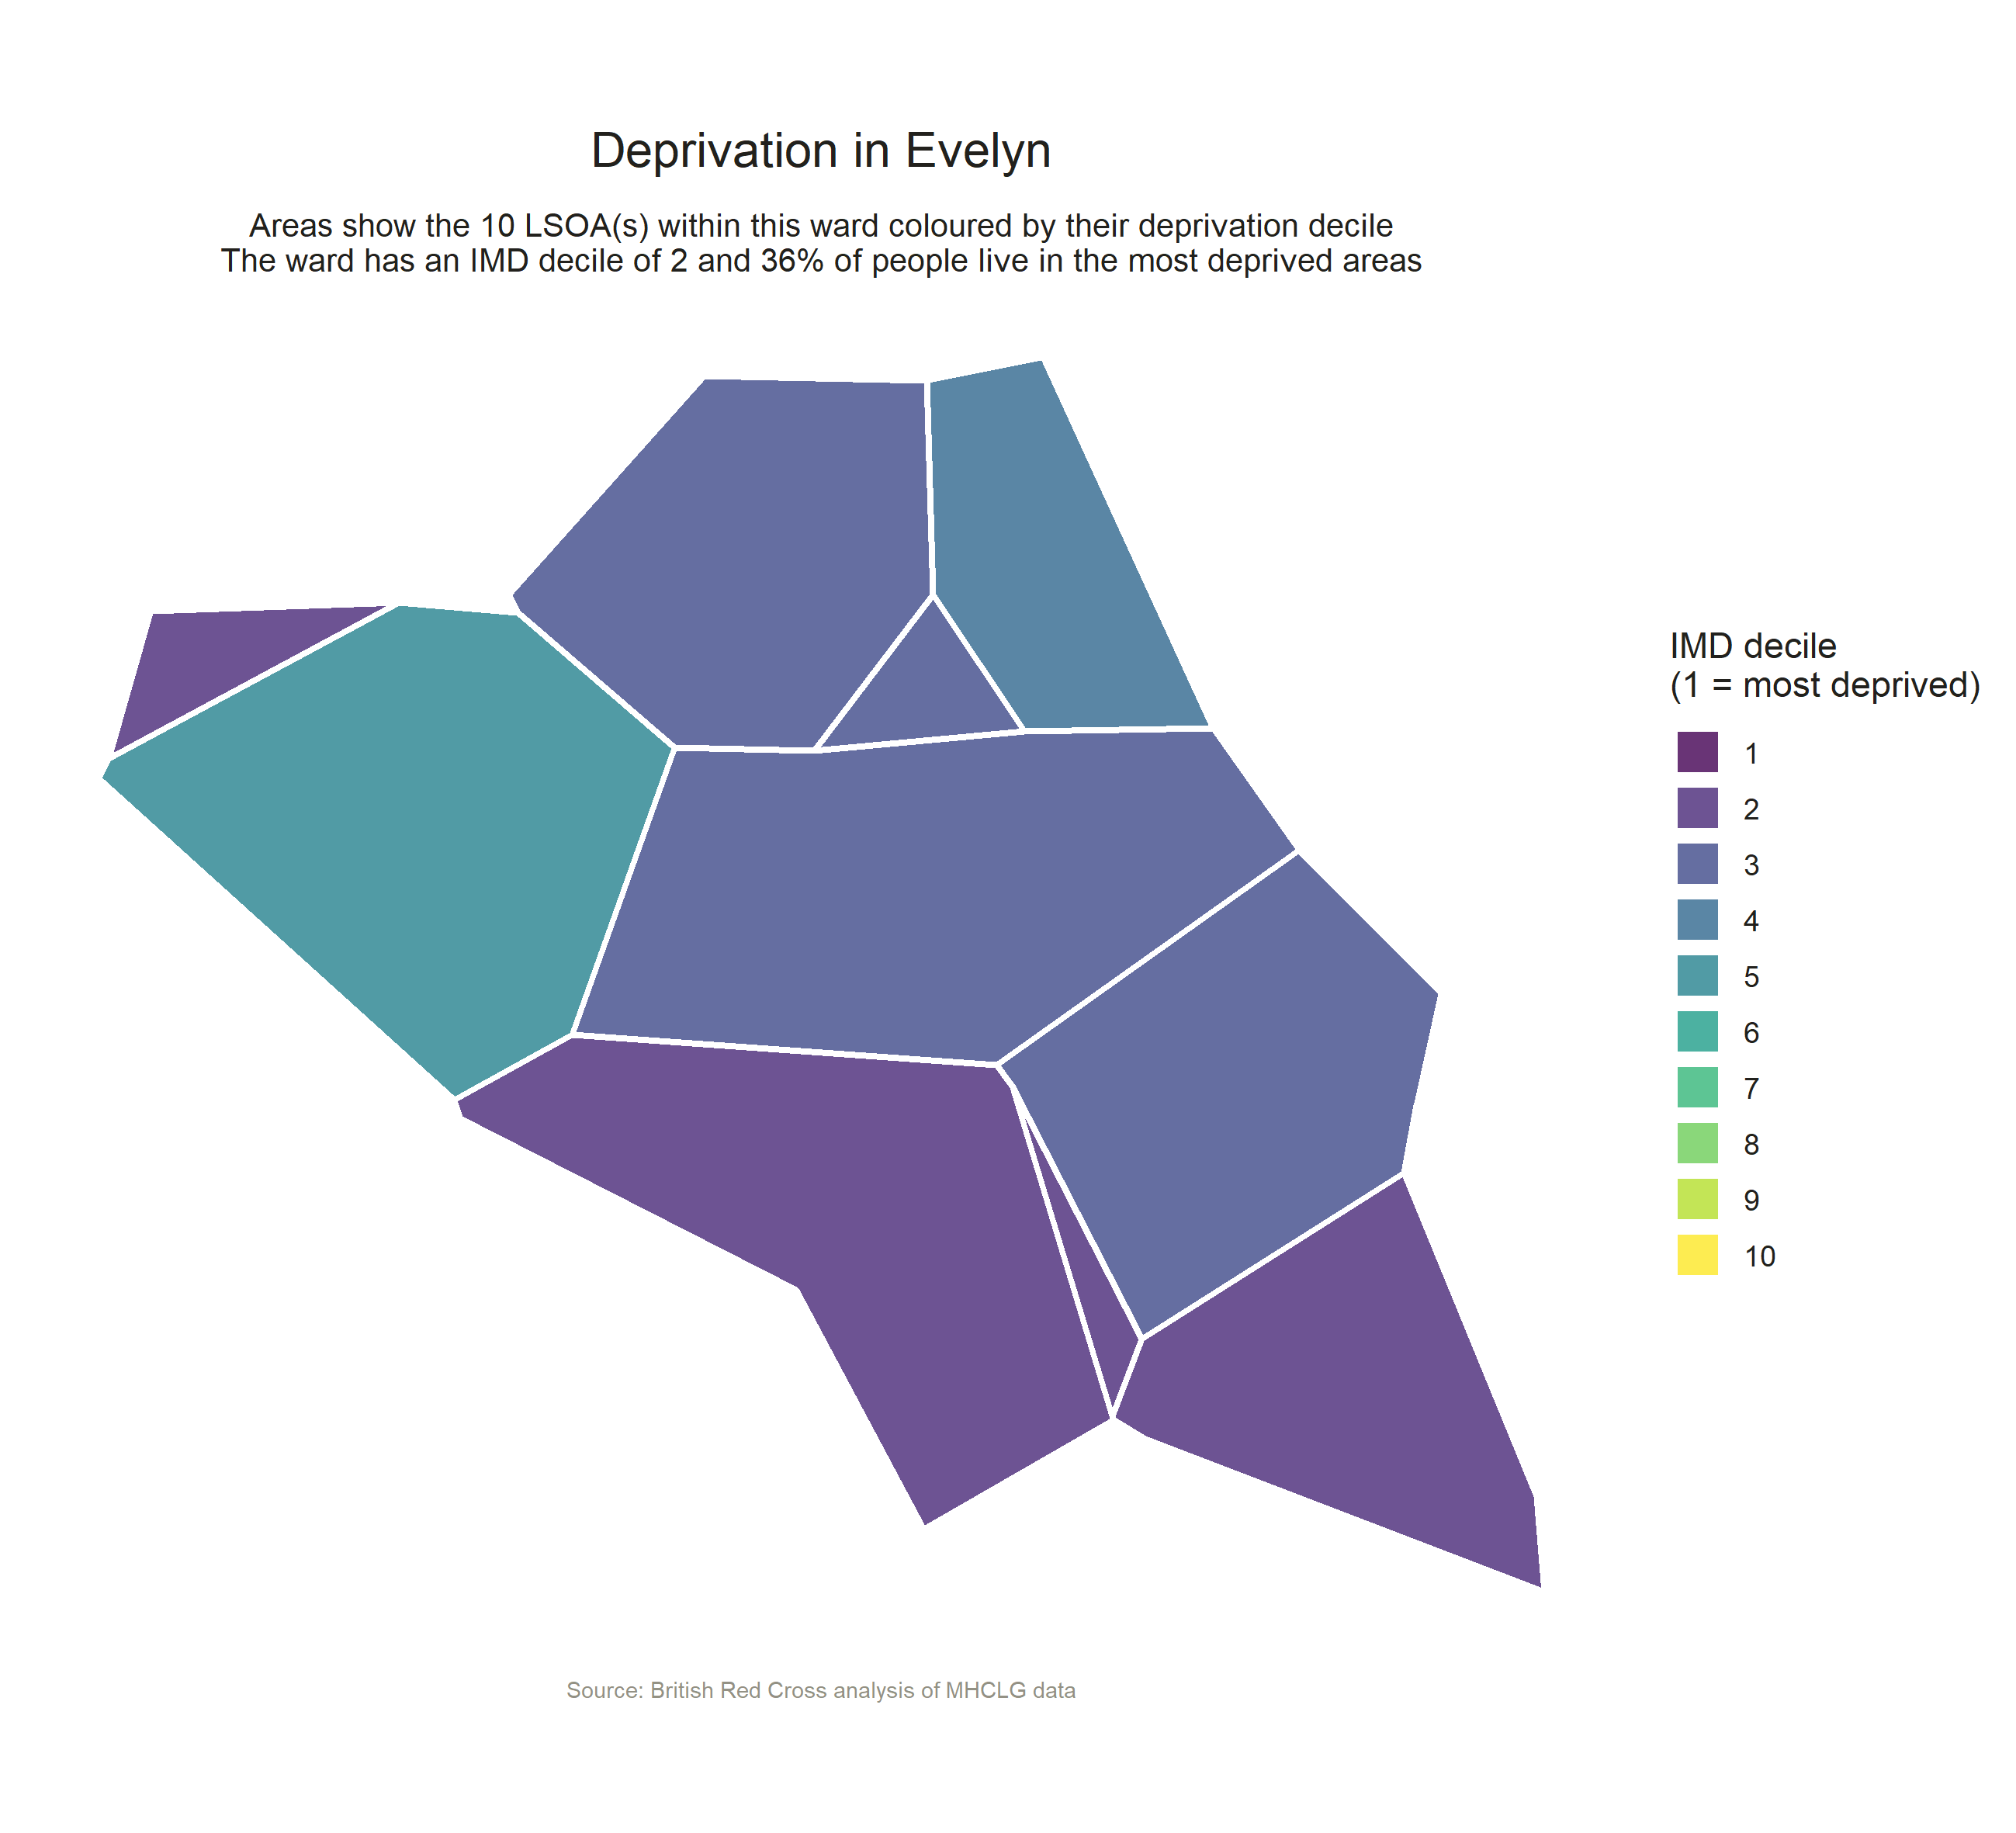 Deprivation in Evelyn
Areas show the 10 LSOA(s) within this ward coloured by their deprivation decile
The ward has an IMD decile of 2 and 36% of people live in the most deprived areas
IMD decile
(1 = most deprived)
1
2
3
4
5
6
7
8
9
10
Source: British Red Cross analysis of MHCLG data